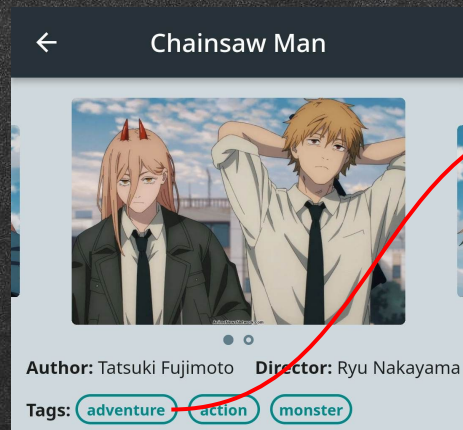 Chainsaw Man
Author: Tatsuki Fujimoto Director: Ryu Nakayama
Tags: adventure action monster